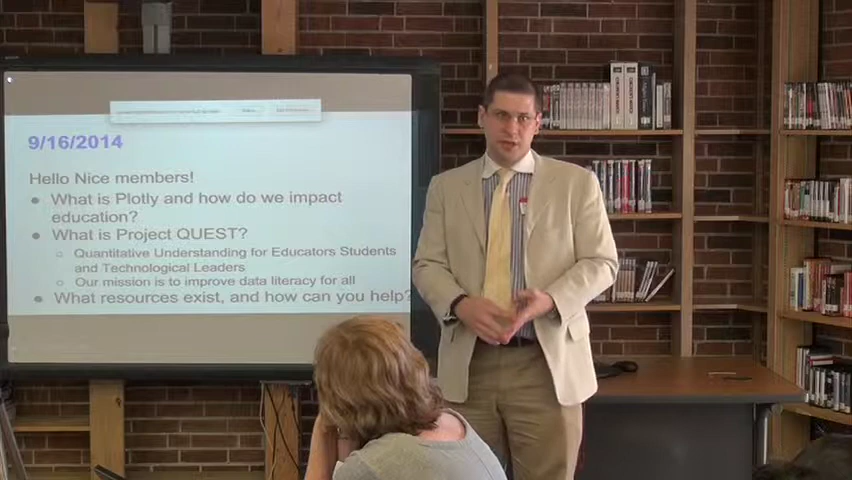 9/16/2014
Hello Nice members!
● What is Plotly and how do we impact
education?
● What is Project QUEST?
○ Quantitative Understanding for Educators Students
and Technological Leaders
○ Our mission is to improve data literacy for all
● What resources exist, and how can you help?